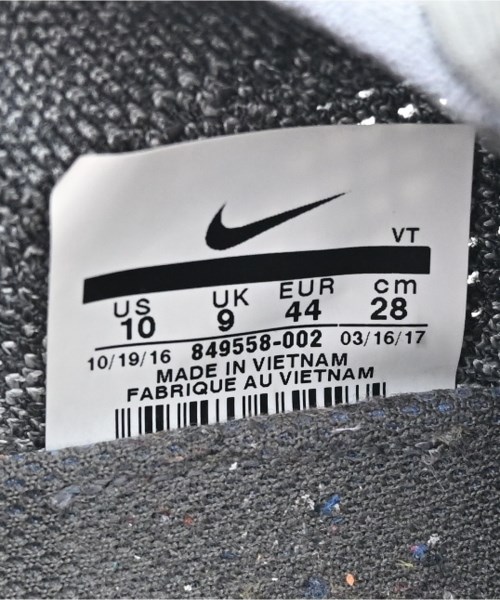 VT
US UK EUR cm
10 9 44 28
10/19/16 849558-002 03/16/17
MADE IN VIETNAM
FABRIQUE AU VIETNAM